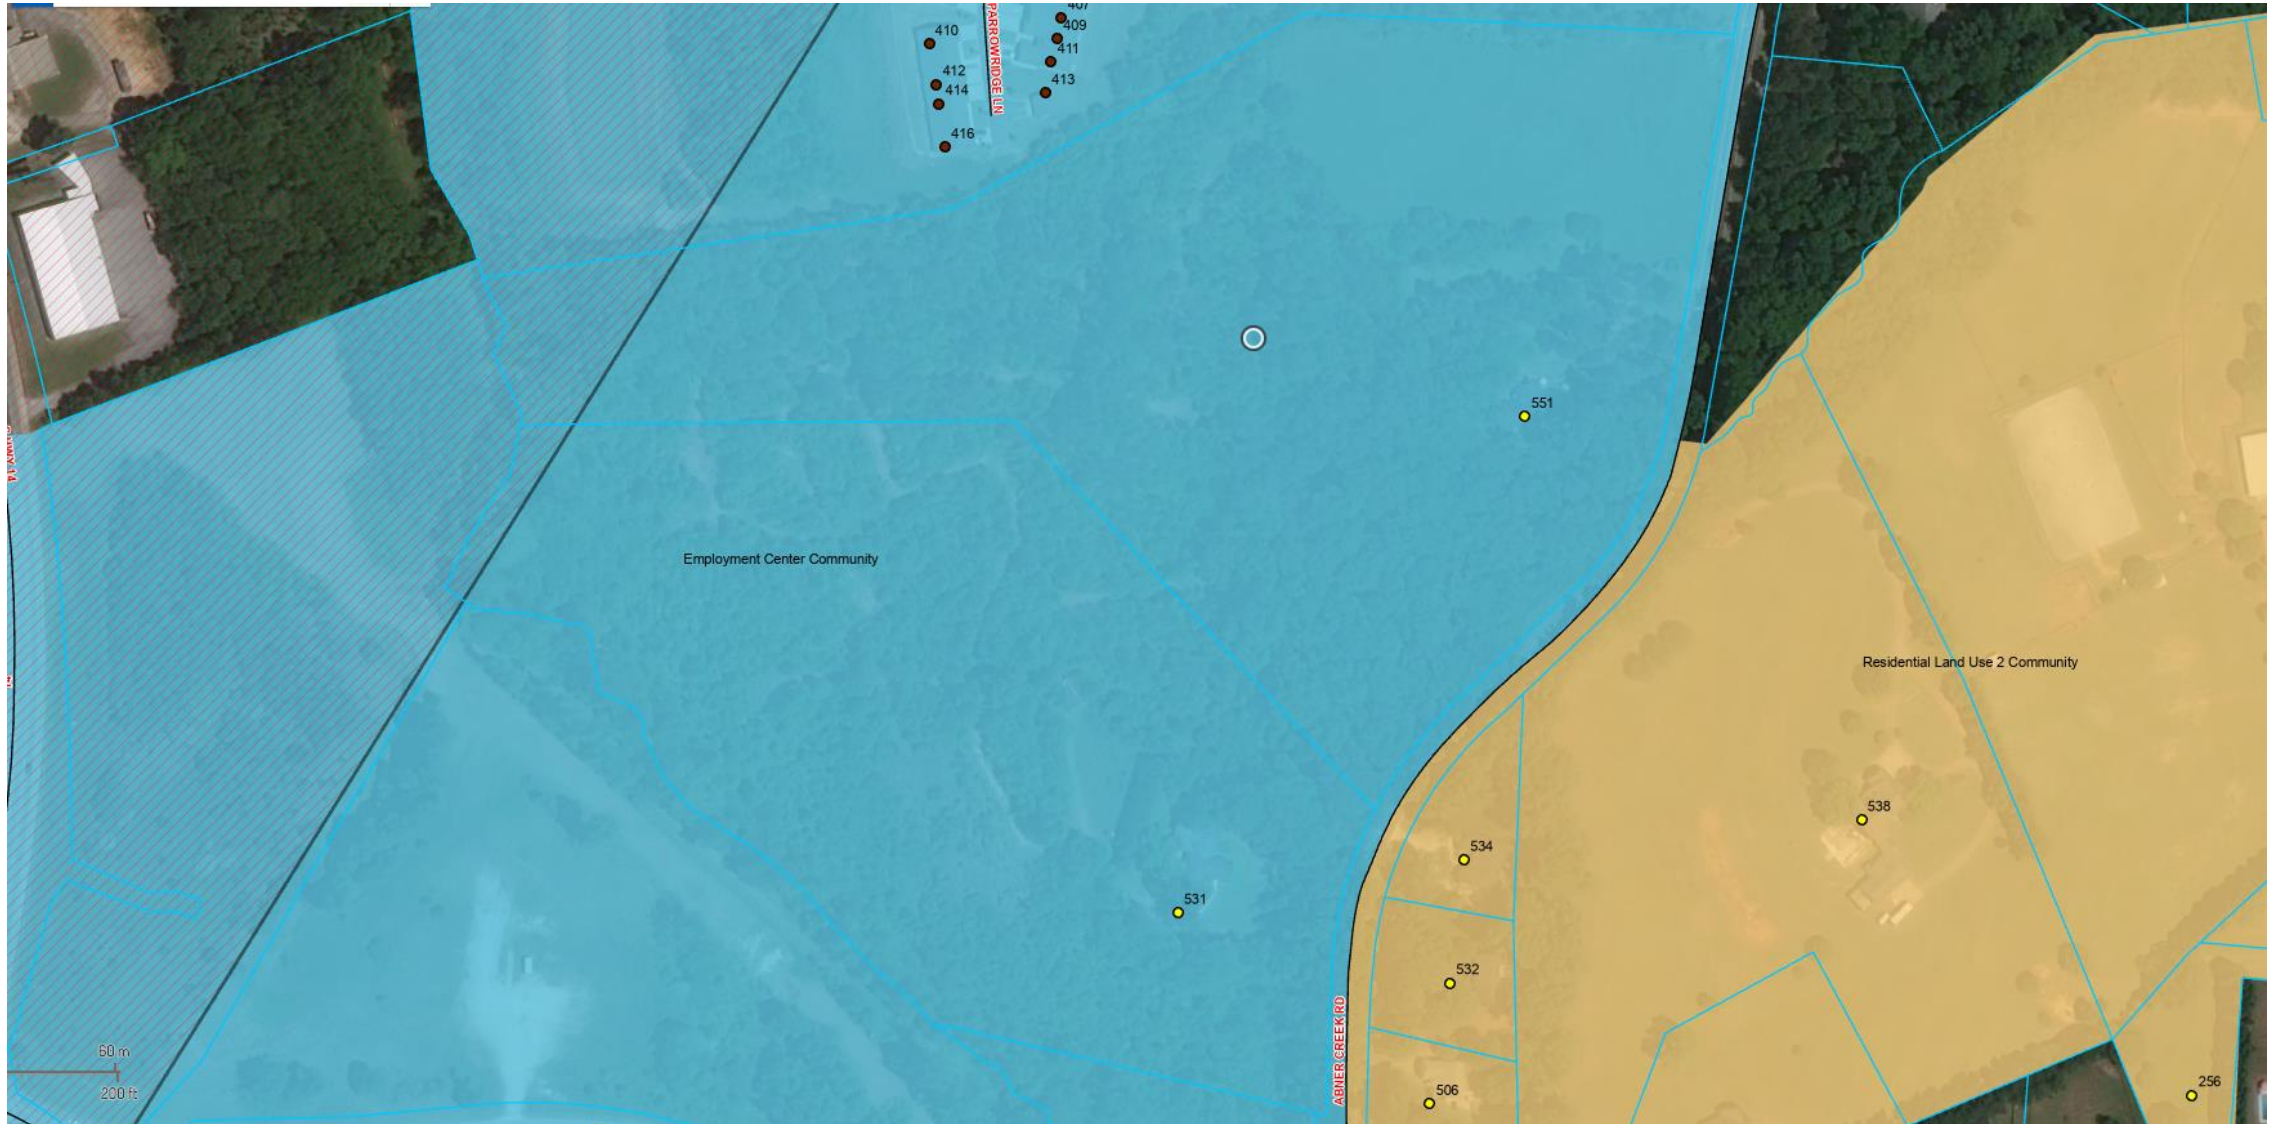 407
409
411
413
410
412
414
416
PARROWRIDGE LN
551
Employment Center Community
Residential Land Use 2 Community
538
534
531
532
ABNER CREEK RD
506
256
60 m
200 ft